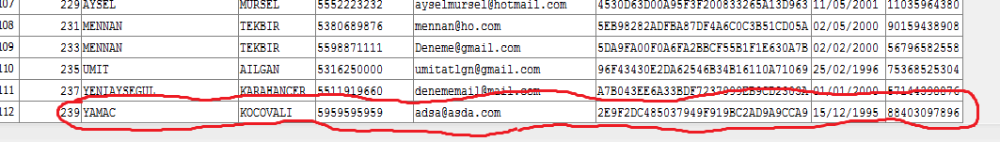 107 229 AYSEL MURSEL 5552223232 ayselmursel@hotmail.com 4530D63D00A95F3F200833265A13D963 11/05/2001 11035964380
108 231 MENNAN TEKBIR 5380689876 mennan@ho.com 5EB98282ADFBA87DF4A6C0C3B51CD05A 02/02/2000 90159438908
109 233 MENNAN TEKBIR 5598871111 Deneme@gmail.com 5DA9FA00F0A6FA2BBCF55B1F1E630A7B 02/05/2000 56796582558
110 235 UMIT AILGAN 5316250000 umitatlgn@gmail.com 96F43430E2DA62546B34B16110A71069 25/02/1996 75368525304
111 237 YENIAYSEGUL KARAHANCER 5511919660 denememail@mail.com 01/01/2000
112 239 YAMAC KOCOVALI 5959595959 adsa@asda.com 2E9F2DC485037949F919BC2AD9A9CCA9 15/12/1995 88403097896